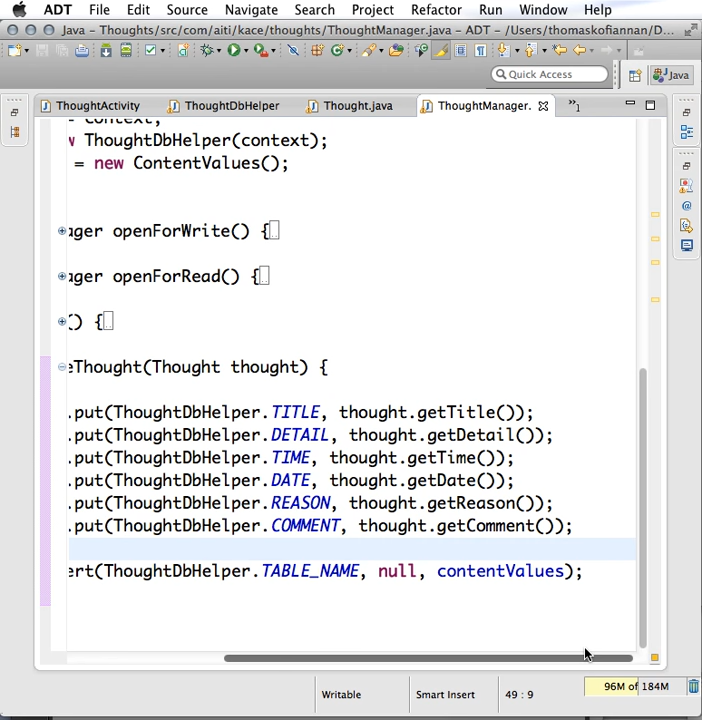 ADT File Edit Source Navigate Search Project Refactor Run Window Help
Java – Thoughts/src/com/aiti/kace/thoughts/ThoughtManager.java – ADT – /Users/thomaskofiannan/D...
Quick Access
Java
ThoughtActivity ThoughtDbHelper Thought.java ThoughtManager. »1
= context;
w ThoughtDbHelper(context);
= new ContentValues();
ager openForWrite() {
ager openForRead() {
() {
eThought(Thought thought) {
.put(ThoughtDbHelper.TITLE, thought.getTitle());
.put(ThoughtDbHelper.DETAIL, thought.getDetail());
.put(ThoughtDbHelper.TIME, thought.getTime());
.put(ThoughtDbHelper.DATE, thought.getDate());
.put(ThoughtDbHelper.REASON, thought.getReason());
.put(ThoughtDbHelper.COMMENT, thought.getComment());
ert(ThoughtDbHelper.TABLE_NAME, null, contentValues);
Writable Smart Insert 49 : 9 96M of 184M